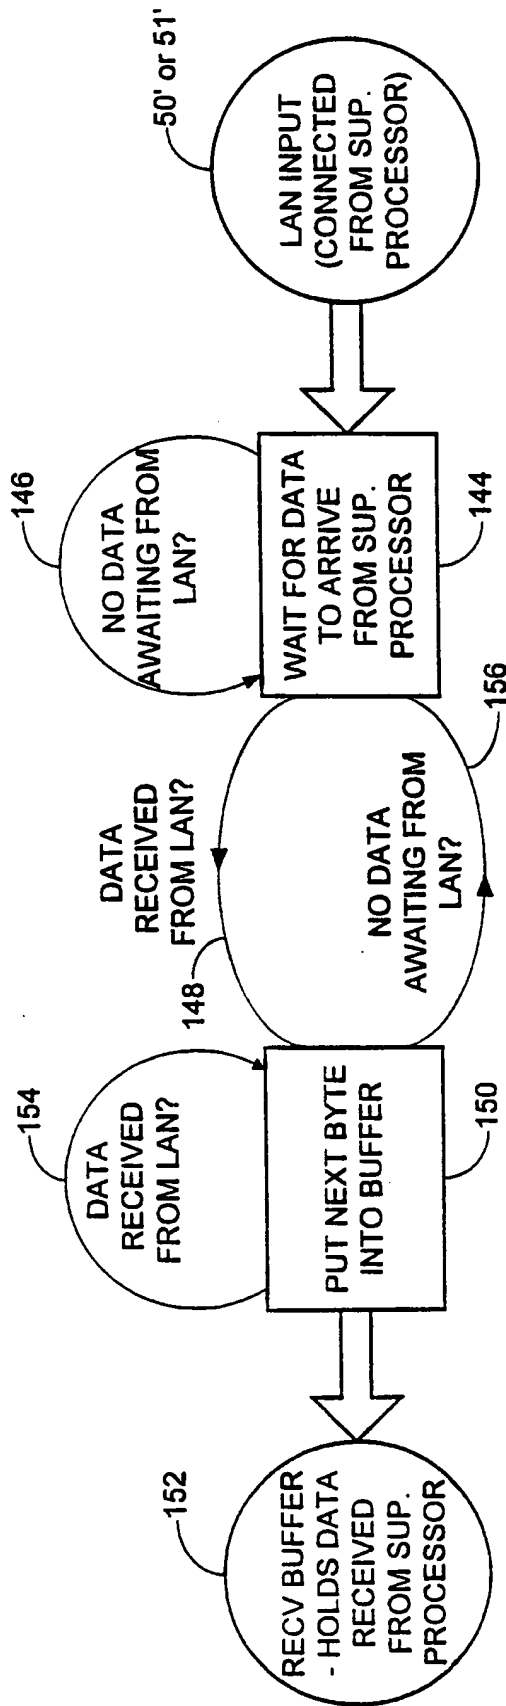 152
RECV BUFFER
- HOLDS DATA
RECEIVED
FROM SUP.
PROCESSOR
154
DATA
RECEIVED
FROM LAN?
PUT NEXT BYTE
INTO BUFFER
150
148
DATA
RECEIVED
FROM LAN?
NO DATA
AWAITING FROM
LAN?
156
146
NO DATA
AWAITING FROM
LAN?
WAIT FOR DATA
TO ARRIVE
FROM SUP.
PROCESSOR
144
50' or 51'
LAN INPUT
(CONNECTED
FROM SUP.
PROCESSOR)